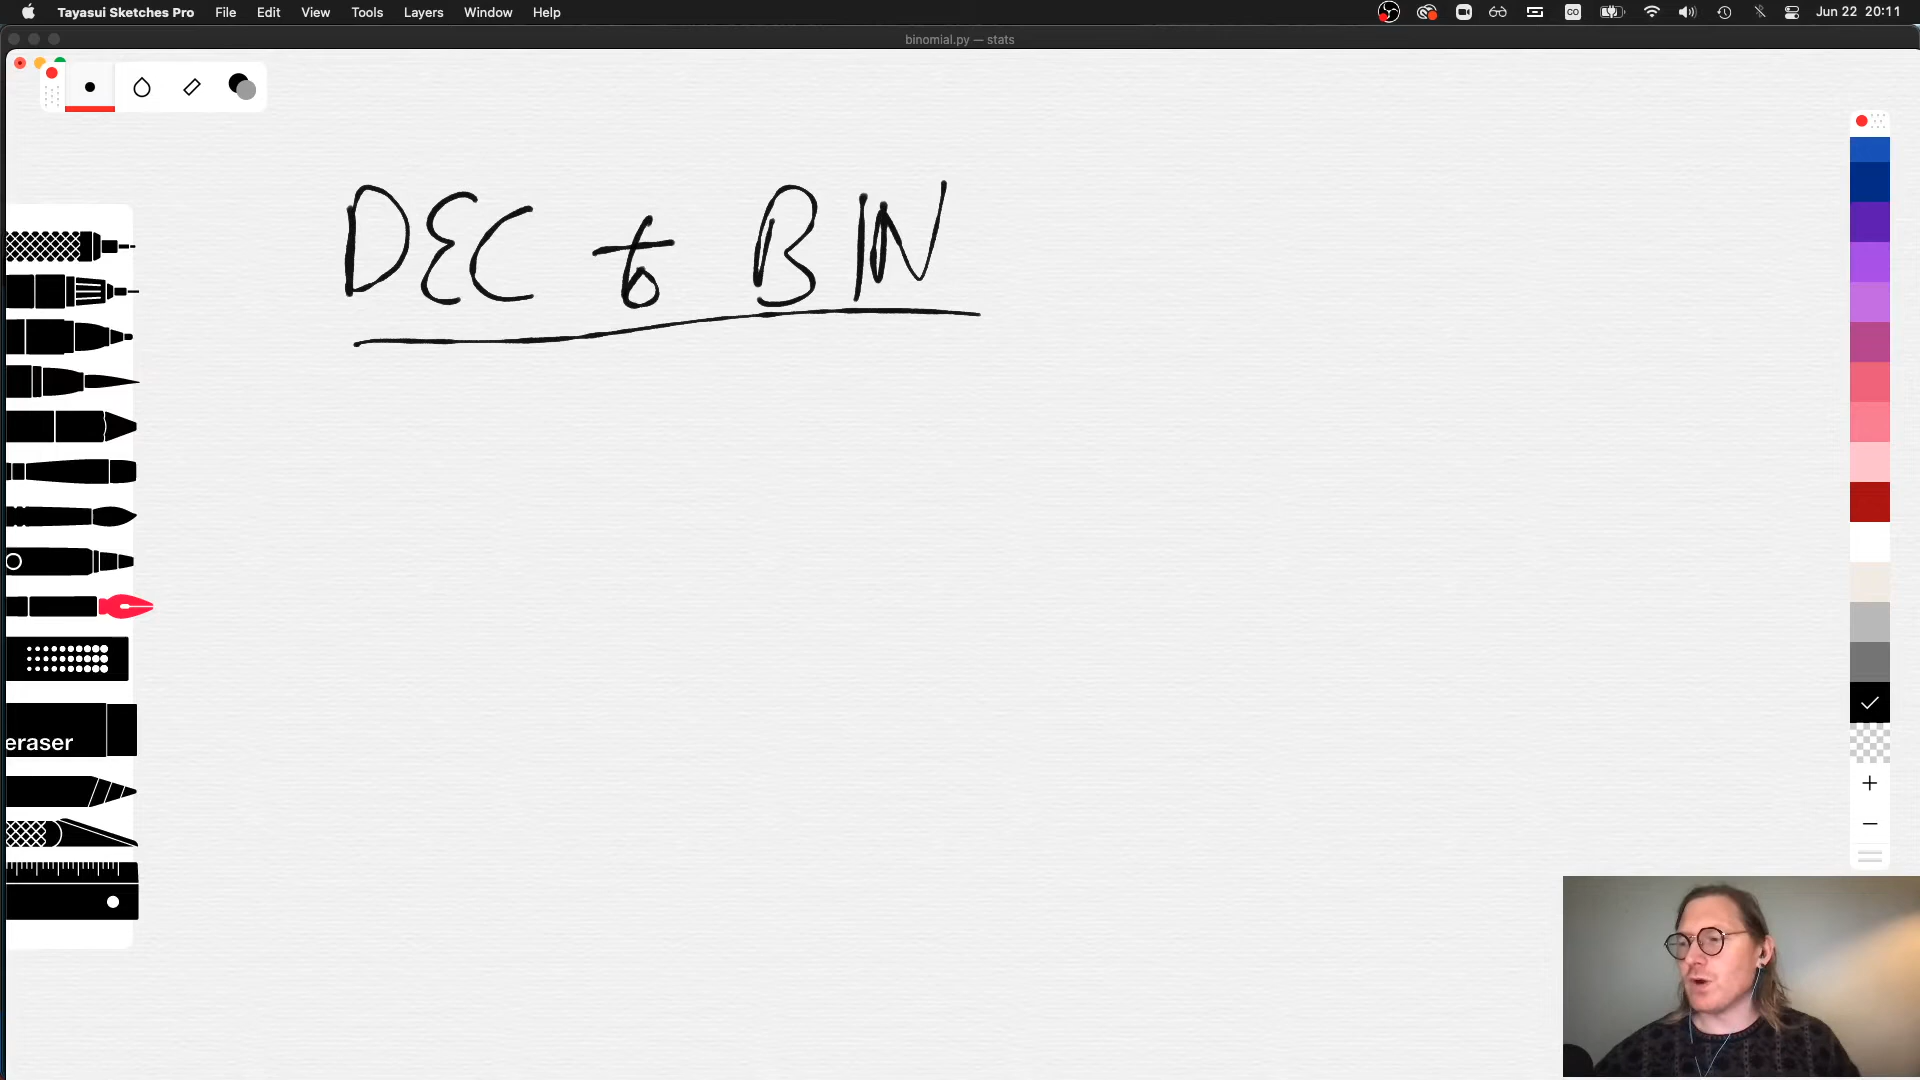 Tayasui Sketches Pro File Edit View Tools Layers Window Help Jun 22 20:11
binomial.py — stats
DEC to BIN
eraser